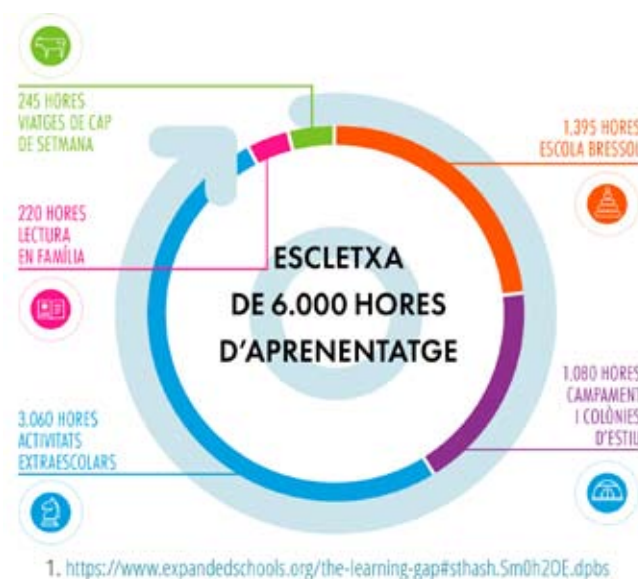 245 HORES
VIATGES DE CAP
DE SETMANA
1.395 HORES
ESCOLA BRESSOL
220 HORES
LECTURA
EN FAMÍLIA
ESCLETXA
DE 6.000 HORES
D'APRENENTATGE
1.080 HORES
CAMPAMENT
I COLÒNIES
D'ESTIU
3.060 HORES
ACTIVITATS
EXTRAESCOLARS
1. https://www.expandedschools.org/the-learning-gap#sthash.Sm0h2OE.dpbs